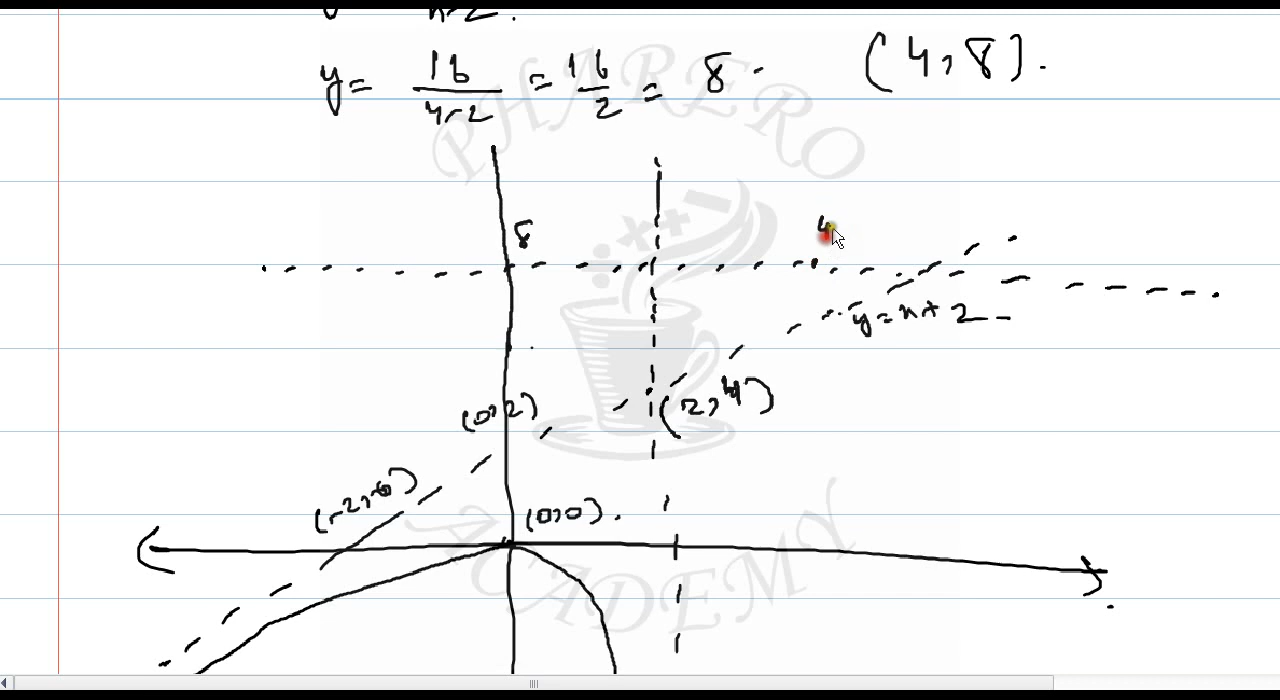 y = 16/4-2 = 16/2 = 8 (4,8).
PHARERO
8
4
y=x+2
(2,4)
(0,2)
(-2,0)
(0,0).
ACADEMY